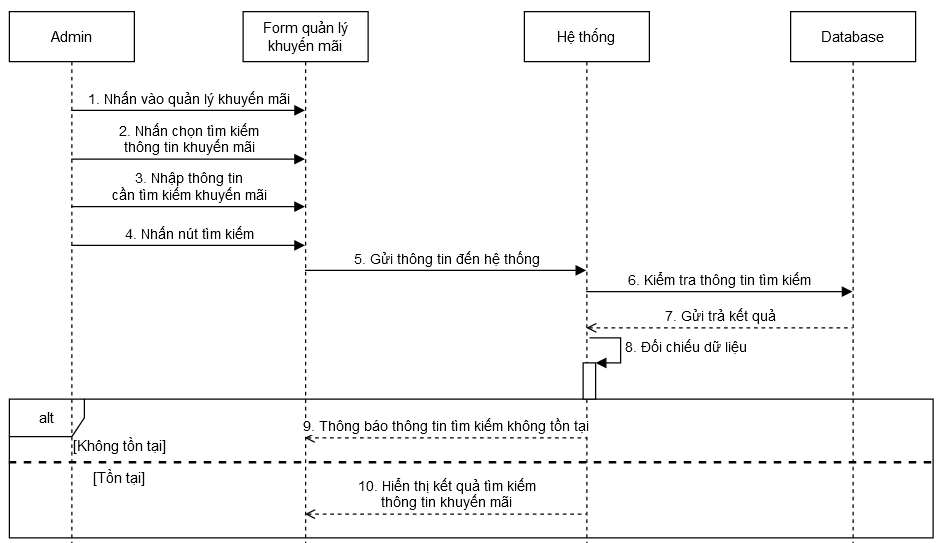 Admin
Form quản lý
khuyến mãi
Hệ thống
Database
1. Nhấn vào quản lý khuyến mãi
2. Nhấn chọn tìm kiếm
thông tin khuyến mãi
3. Nhập thông tin
cần tìm kiếm khuyến mãi
4. Nhấn nút tìm kiếm
5. Gửi thông tin đến hệ thống
6. Kiểm tra thông tin tìm kiếm
7. Gửi trả kết quả
8. Đối chiếu dữ liệu
alt
9. Thông báo thông tin tìm kiếm không tồn tại
[Không tồn tại]
[Tồn tại]
10. Hiển thị kết quả tìm kiếm
thông tin khuyến mãi